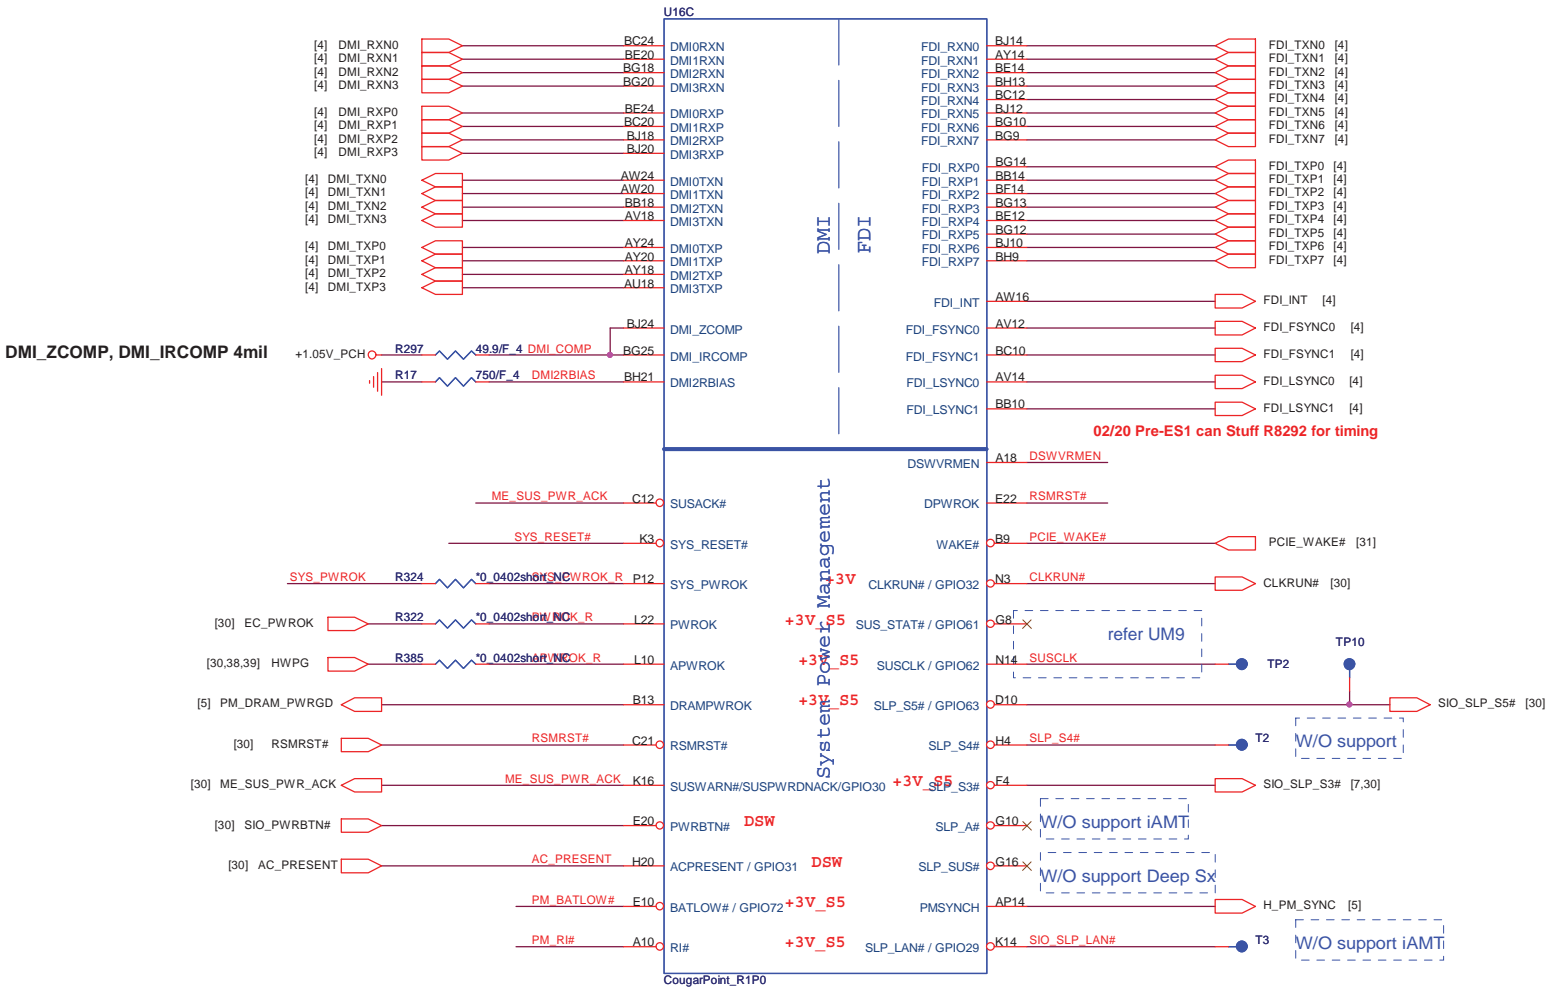 U16C
[4] DMI_RXN0 BC24 DMI0RXN FDI_RXN0 BJ14 FDI_TXN0 [4]
[4] DMI_RXN1 BE20 DMI1RXN FDI_RXN1 AY14 FDI_TXN1 [4]
[4] DMI_RXN2 BG18 DMI2RXN FDI_RXN2 BE14 FDI_TXN2 [4]
[4] DMI_RXN3 BG20 DMI3RXN FDI_RXN3 BH13 FDI_TXN3 [4]
FDI_RXN4 BC12 FDI_TXN4 [4]
[4] DMI_RXP0 BE24 DMI0RXP FDI_RXN5 BJ12 FDI_TXN5 [4]
[4] DMI_RXP1 BC20 DMI1RXP FDI_RXN6 BG10 FDI_TXN6 [4]
[4] DMI_RXP2 BJ18 DMI2RXP FDI_RXN7 BG9 FDI_TXN7 [4]
[4] DMI_RXP3 BJ20 DMI3RXP
FDI_RXP0 BG14 FDI_TXP0 [4]
[4] DMI_TXN0 AW24 DMI0TXN FDI_RXP1 BB14 FDI_TXP1 [4]
[4] DMI_TXN1 AW20 DMI1TXN FDI_RXP2 BF14 FDI_TXP2 [4]
[4] DMI_TXN2 BB18 DMI2TXN FDI_RXP3 BG13 FDI_TXP3 [4]
[4] DMI_TXN3 AV18 DMI3TXN FDI_RXP4 BE12 FDI_TXP4 [4]
FDI_RXP5 BG12 FDI_TXP5 [4]
[4] DMI_TXP0 AY24 DMI0TXP FDI_RXP6 BJ10 FDI_TXP6 [4]
[4] DMI_TXP1 AY20 DMI1TXP FDI_RXP7 BH9 FDI_TXP7 [4]
[4] DMI_TXP2 AY18 DMI2TXP
[4] DMI_TXP3 AU18 DMI3TXP
DMI
FDI
FDI_INT AW16 FDI_INT [4]
BJ24 DMI_ZCOMP FDI_FSYNC0 AV12 FDI_FSYNC0 [4]
DMI_ZCOMP, DMI_IRCOMP 4mil +1.05V_PCH R297 49.9/F_4 DMI_COMP BG25 DMI_IRCOMP FDI_FSYNC1 BC10 FDI_FSYNC1 [4]
R17 750/F_4 DMI2RBIAS BH21 DMI2RBIAS FDI_LSYNC0 AV14 FDI_LSYNC0 [4]
FDI_LSYNC1 BB10 FDI_LSYNC1 [4]
02/20 Pre-ES1 can Stuff R8292 for timing
System Power Management
DSWVRMEN A18 DSWVRMEN
ME_SUS_PWR_ACK C12 SUSACK# DPWROK E22 RSMRST#
SYS_RESET# K3 SYS_RESET# WAKE# B9 PCIE_WAKE# PCIE_WAKE# [31]
SYS_PWROK R324 *0_0402short_NC SYS_PWROK_R P12 SYS_PWROK +3V CLKRUN# / GPIO32 N3 CLKRUN# CLKRUN# [30]
[30] EC_PWROK R322 *0_0402short_NC PWROK_R L22 PWROK +3V_S5 SUS_STAT# / GPIO61 G8 refer UM9
TP10
[30,38,39] HWPG R385 *0_0402short_NC APWROK_R L10 APWROK +3V_S5 SUSCLK / GPIO62 N14 SUSCLK TP2
[5] PM_DRAM_PWRGD B13 DRAMPWROK +3V_S5 SLP_S5# / GPIO63 D10 SIO_SLP_S5# [30]
[30] RSMRST# RSMRST# C21 RSMRST# SLP_S4# H4 SLP_S4# T2 W/O support
[30] ME_SUS_PWR_ACK ME_SUS_PWR_ACK K16 SUSWARN#/SUSPWRDNACK/GPIO30 +3V_S5 SLP_S3# F4 SIO_SLP_S3# [7,30]
[30] SIO_PWRBTN# E20 PWRBTN# DSW SLP_A# G10 W/O support iAMT
[30] AC_PRESENT AC_PRESENT H20 ACPRESENT / GPIO31 DSW SLP_SUS# G16 W/O support Deep Sx
PM_BATLOW# E10 BATLOW# / GPIO72 +3V_S5 PMSYNCH AP14 H_PM_SYNC [5]
PM_RI# A10 RI# +3V_S5 SLP_LAN# / GPIO29 K14 SIO_SLP_LAN# T3 W/O support iAMT
CougarPoint_R1P0